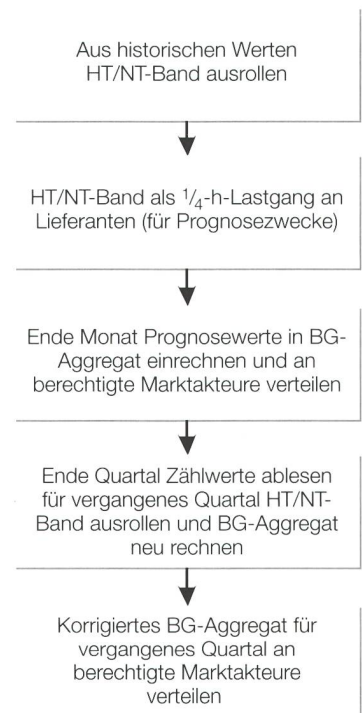 Aus historischen Werten
HT/NT-Band ausrollen
HT/NT-Band als 1/4-h-Lastgang an
Lieferanten (für Prognosezwecke)
Ende Monat Prognosewerte in BG-
Aggregat einrechnen und an
berechtigte Marktakteure verteilen
Ende Quartal Zählwerte ablesen
für vergangenes Quartal HT/NT-
Band ausrollen und BG-Aggregat
neu rechnen
Korrigiertes BG-Aggregat für
vergangenes Quartal an
berechtigte Marktakteure
verteilen